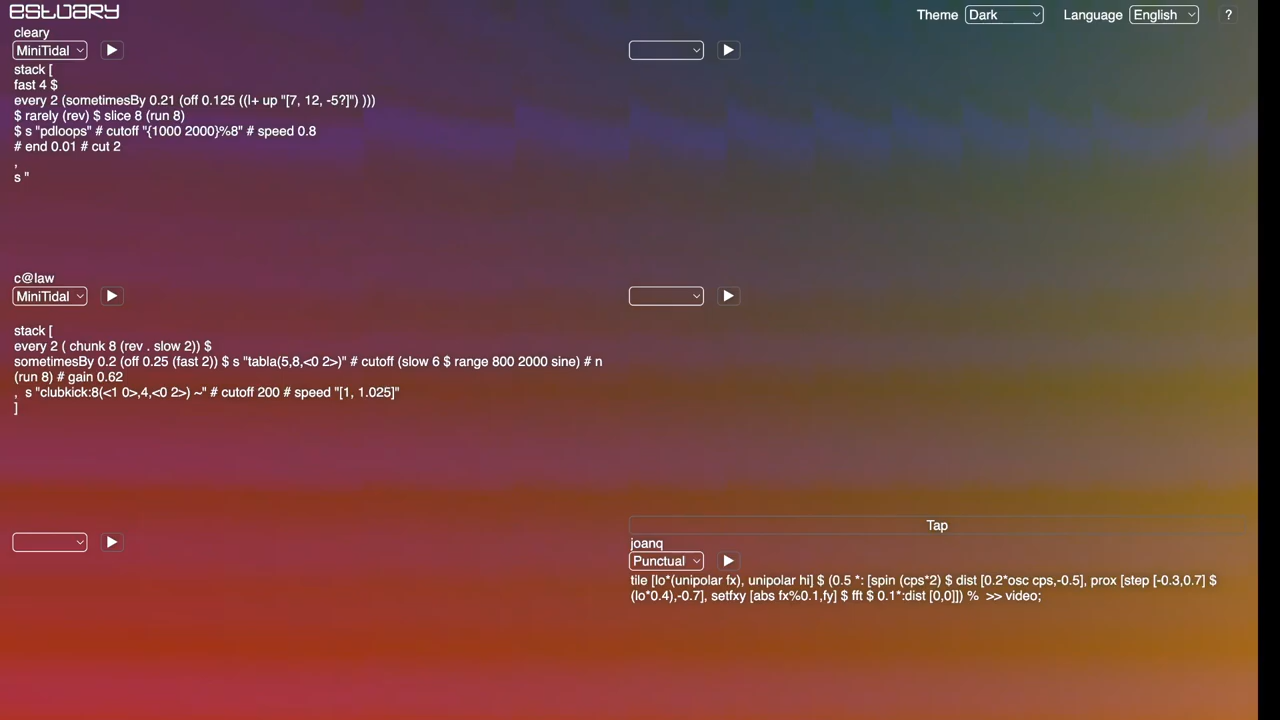 estuary
Theme Dark Language English ?
cleary
MiniTidal
stack [
fast 4 $
every 2 (sometimesBy 0.21 (off 0.125 ((|+ up "[7, 12, -5?]") )))
$ rarely (rev) $ slice 8 (run 8)
$ s "pdloops" # cutoff "{1000 2000}%8" # speed 0.8
# end 0.01 # cut 2
,
s "
c@law
MiniTidal
stack [
every 2 ( chunk 8 (rev . slow 2)) $
sometimesBy 0.2 (off 0.25 (fast 2)) $ s "tabla(5,8,<0 2>)" # cutoff (slow 6 $ range 800 2000 sine) # n
(run 8) # gain 0.62
,  s "clubkick:8(<1 0>,4,<0 2>) ~" # cutoff 200 # speed "[1, 1.025]"
]
Tap
joanq
Punctual
tile [lo*(unipolar fx), unipolar hi] $ (0.5 *: [spin (cps*2) $ dist [0.2*osc cps,-0.5], prox [step [-0.3,0.7] $
(lo*0.4),-0.7], setfxy [abs fx%0.1,fy] $ fft $ 0.1*:dist [0,0]]) %  >> video;